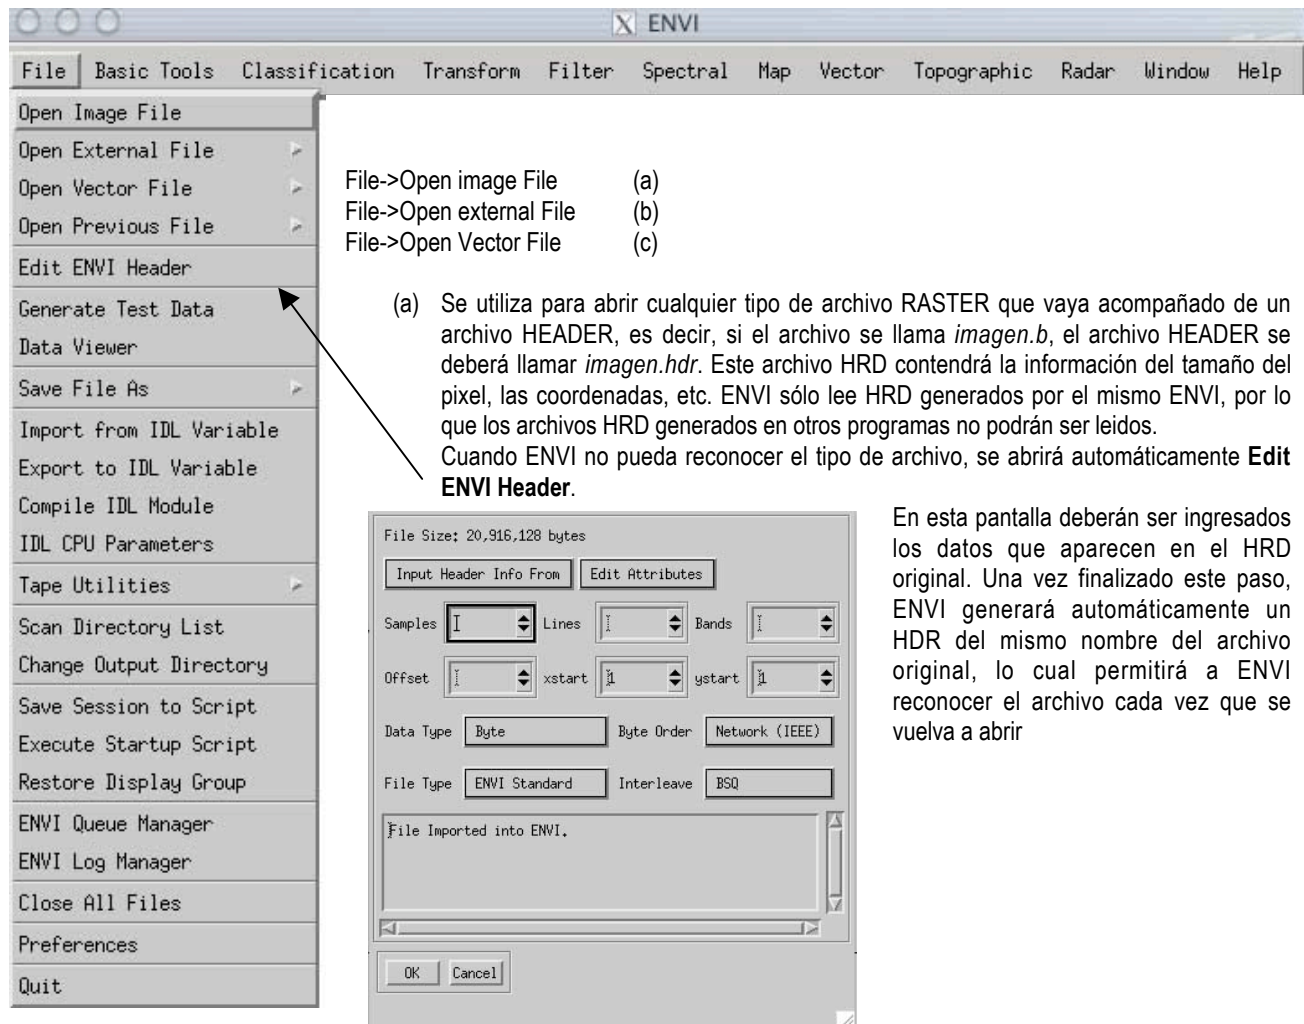 X ENVI
File Basic Tools Classification Transform Filter Spectral Map Vector Topographic Radar Window Help
Open Image File
Open External File
Open Vector File
Open Previous File
Edit ENVI Header
Generate Test Data
Data Viewer
Save File As
Import from IDL Variable
Export to IDL Variable
Compile IDL Module
IDL CPU Parameters
Tape Utilities
Scan Directory List
Change Output Directory
Save Session to Script
Execute Startup Script
Restore Display Group
ENVI Queue Manager
ENVI Log Manager
Close All Files
Preferences
Quit
File->Open image File (a)
File->Open external File (b)
File->Open Vector File (c)
(a) Se utiliza para abrir cualquier tipo de archivo RASTER que vaya acompañado de un
archivo HEADER, es decir, si el archivo se llama imagen.b, el archivo HEADER se
deberá llamar imagen.hdr. Este archivo HRD contendrá la información del tamaño del
pixel, las coordenadas, etc. ENVI sólo lee HRD generados por el mismo ENVI, por lo
que los archivos HRD generados en otros programas no podrán ser leidos.
Cuando ENVI no pueda reconocer el tipo de archivo, se abrirá automáticamente Edit
ENVI Header.
File Size: 20,916,128 bytes
Input Header Info From Edit Attributes
Samples Lines Bands
Offset xstart 1 ystart 1
Data Type Byte Byte Order Network (IEEE)
File Type ENVI Standard Interleave BSQ
File Imported into ENVI.
OK Cancel
En esta pantalla deberán ser ingresados
los datos que aparecen en el HRD
original. Una vez finalizado este paso,
ENVI generará automáticamente un
HDR del mismo nombre del archivo
original, lo cual permitirá a ENVI
reconocer el archivo cada vez que se
vuelva a abrir